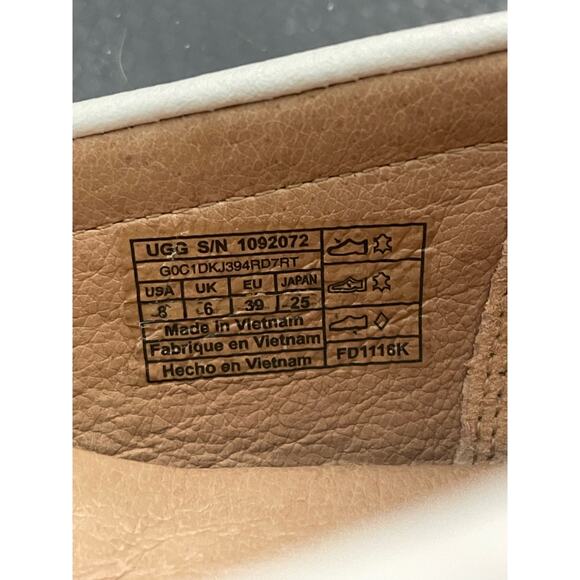 UGG S/N 1092072
G0C1DKJ394RD7RT
USA UK EU JAPAN
8 6 39 25
Made in Vietnam
Fabrique en Vietnam
Hecho en Vietnam
FD1116K